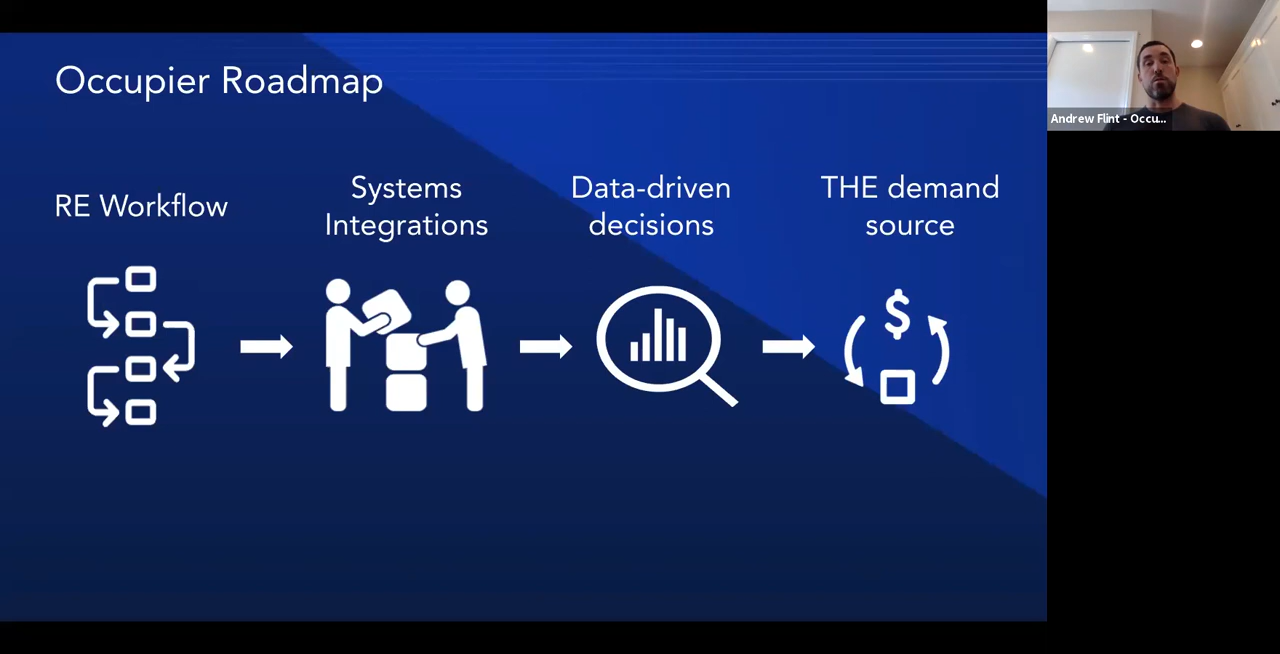 Occupier Roadmap
RE Workflow
Systems
Integrations
Data-driven
decisions
THE demand
source
$
Andrew Flint - Occu...